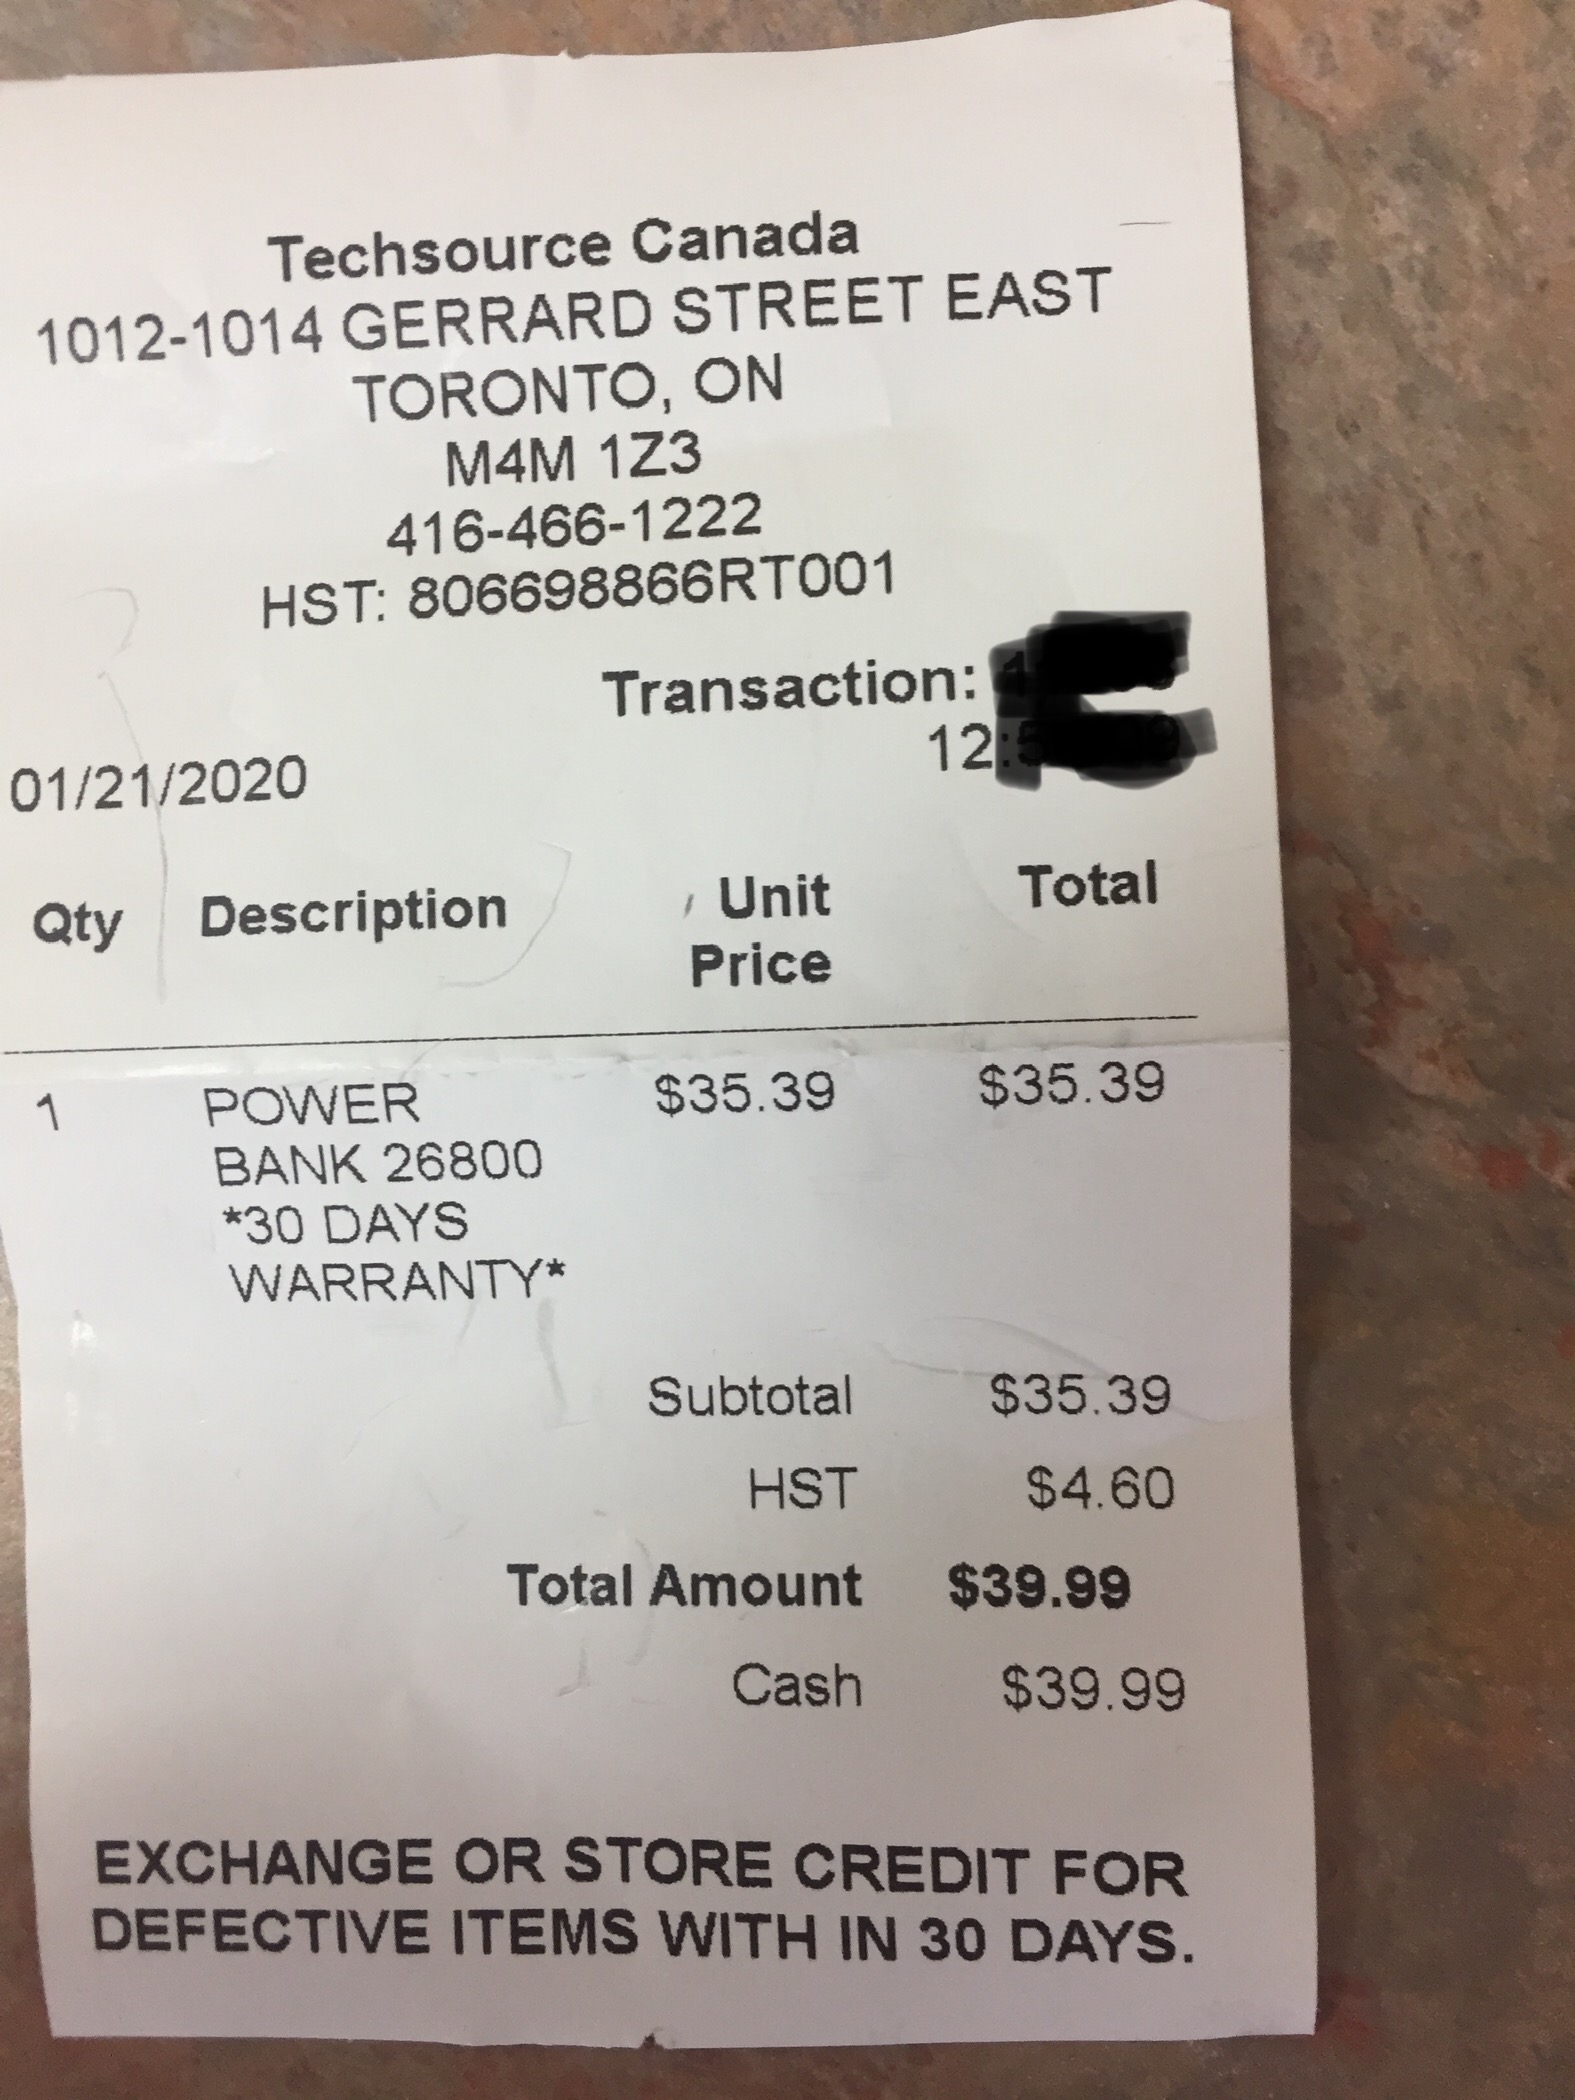 Techsource Canada
1012-1014 GERRARD STREET EAST
TORONTO, ON
M4M 1Z3
416-466-1222
HST: 806698866RT001
Transaction:
01/21/2020 12:
Qty Description Unit Price Total
1 POWER $35.39 $35.39
BANK 26800
*30 DAYS
WARRANTY*
Subtotal $35.39
HST $4.60
Total Amount $39.99
Cash $39.99
EXCHANGE OR STORE CREDIT FOR
DEFECTIVE ITEMS WITH IN 30 DAYS.